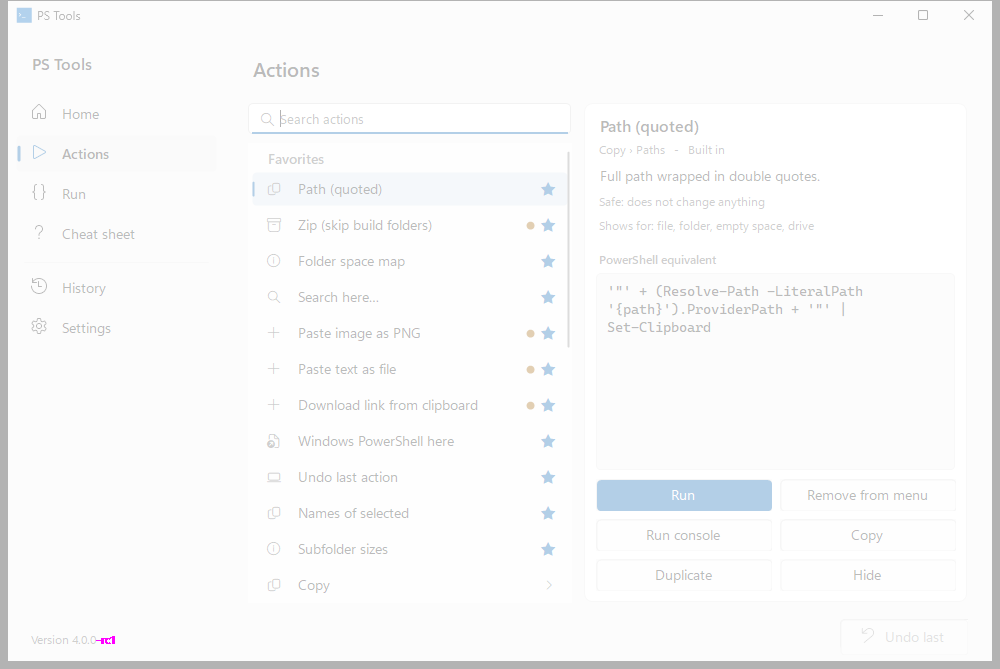 PS Tools
PS Tools
Home
Actions
Run
Cheat sheet
History
Settings
Version 4.0.0-rc1
Actions
Search actions
Favorites
Path (quoted)
Zip (skip build folders)
Folder space map
Search here...
Paste image as PNG
Paste text as file
Download link from clipboard
Windows PowerShell here
Undo last action
Names of selected
Subfolder sizes
Copy
Path (quoted)
Copy › Paths - Built in
Full path wrapped in double quotes.
Safe: does not change anything
Shows for: file, folder, empty space, drive
PowerShell equivalent
'"' + (Resolve-Path -LiteralPath
'{path}').ProviderPath + '"' |
Set-Clipboard
Run
Remove from menu
Run console
Copy
Duplicate
Hide
Undo last